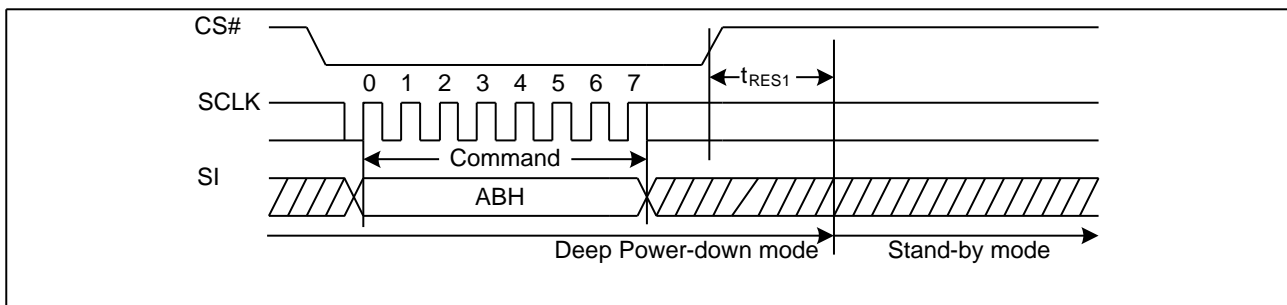 CS#
tRES1
0 1 2 3 4 5 6 7
SCLK
Command
SI
ABH
Deep Power-down mode Stand-by mode